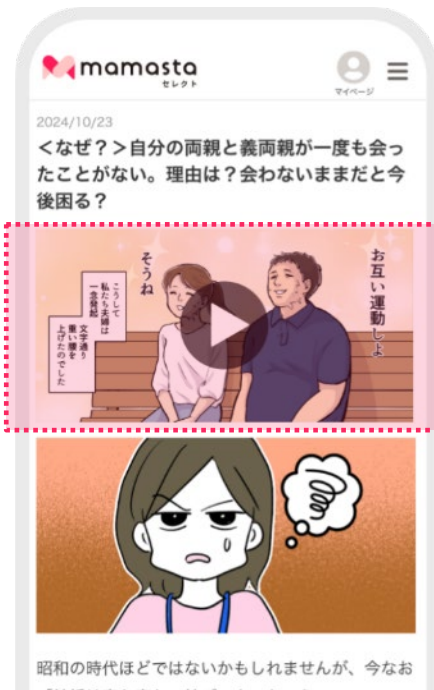 mamasta
セレクト
マイページ
2024/10/23
＜なぜ？＞自分の両親と義両親が一度も会っ
たことがない。理由は？会わないままだと今
後困る？
お互い運動しよ
そうね
こうして
私たち夫婦は
一念発起
文字通り
重い腰を
上げたのでした
昭和の時代ほどではないかもしれませんが、今なお